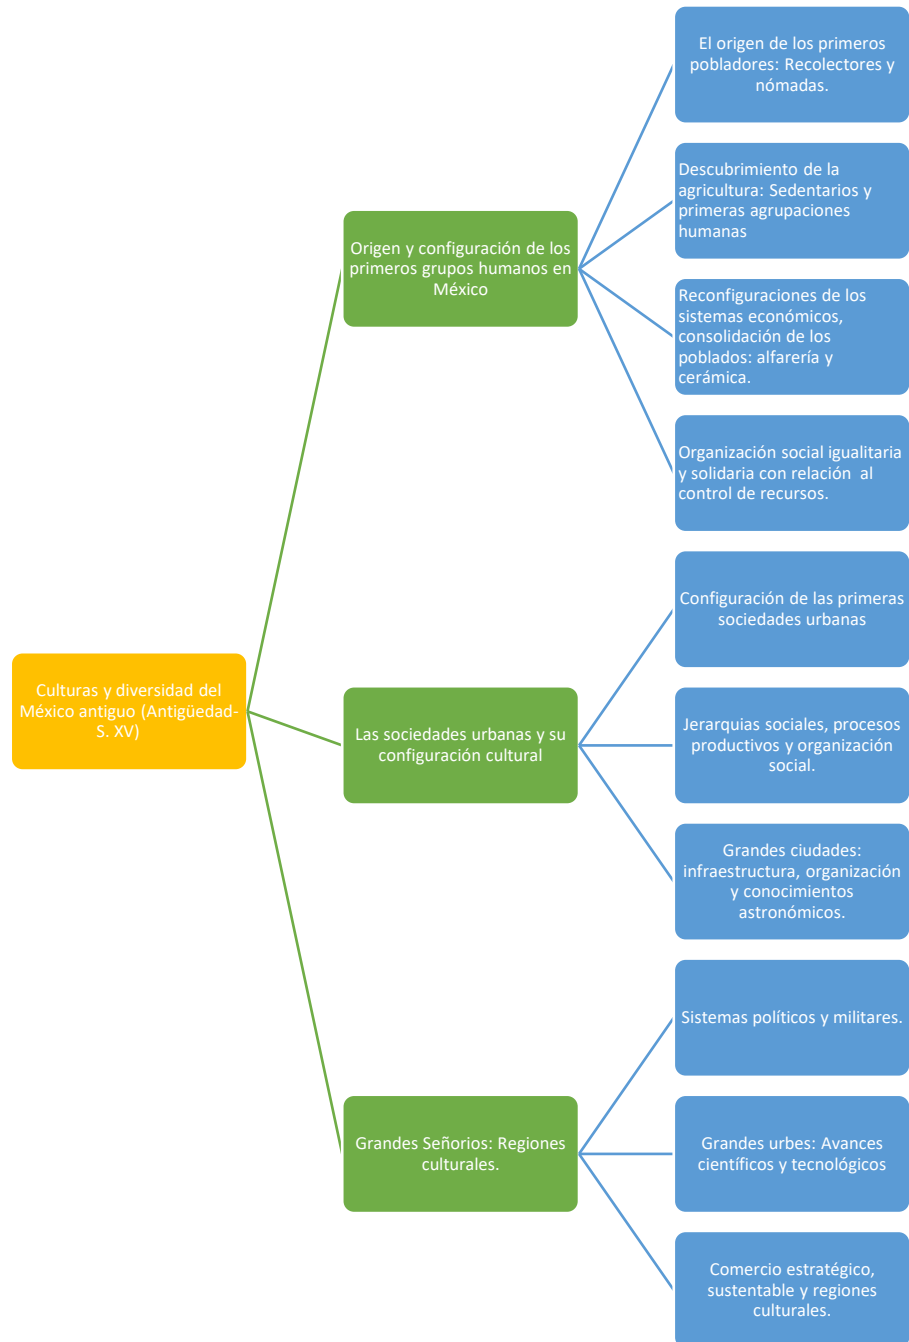 Culturas y diversidad del
México antiguo (Antigüedad-
S. XV)
Origen y configuración de los
primeros grupos humanos en
México
El origen de los primeros
pobladores: Recolectores y
nómadas.
Descubrimiento de la
agricultura: Sedentarios y
primeras agrupaciones
humanas
Reconfiguraciones de los
sistemas económicos,
consolidación de los
poblados: alfarería y
cerámica.
Organización social igualitaria
y solidaria con relación  al
control de recursos.
Las sociedades urbanas y su
configuración cultural
Configuración de las primeras
sociedades urbanas
Jerarquias sociales, procesos
productivos y organización
social.
Grandes ciudades:
infraestructura, organización
y conocimientos
astronómicos.
Grandes Señorios: Regiones
culturales.
Sistemas políticos y militares.
Grandes urbes: Avances
científicos y tecnológicos
Comercio estratégico,
sustentable y regiones
culturales.